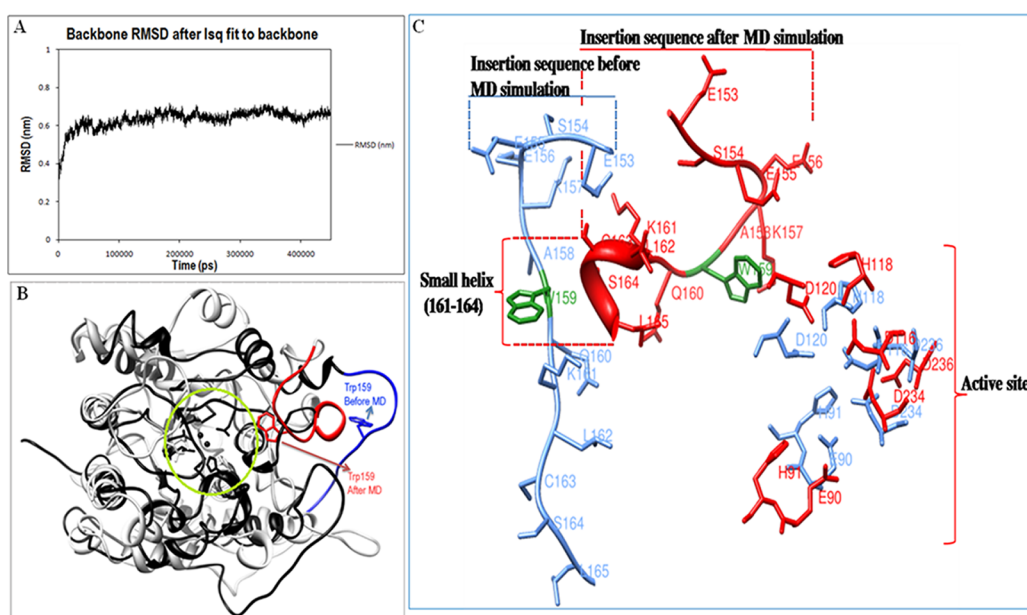 A
Backbone RMSD after lsq fit to backbone
1
0.8
0.6
0.4
0.2
0
RMSD (nm)
RMSD (nm)
0
100000
200000
300000
400000
Time (ps)
B
Trp159
Before MD
Trp159
After MD
C
Insertion sequence after MD simulation
Insertion sequence before
MD simulation
E153
S154
E155
E156
K157
A158
W159
Q160
K161
L162
S164
L165
S154
E153
E156
A158
Q160
K161
L162
C163
S164
L165
Small helix
(161-164)
H118
D120
D120
D236
D234
H91
E90
E90
Active site